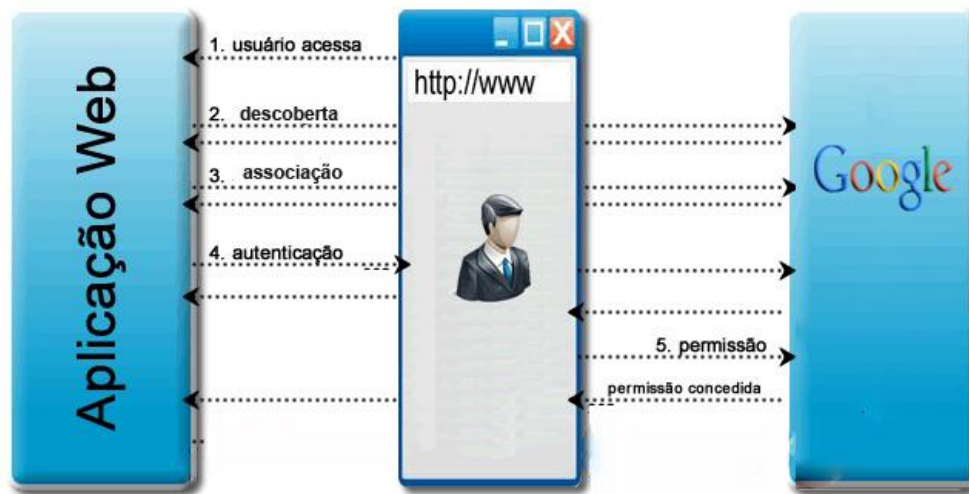 Aplicação Web
1. usuário acessa
http://www
2. descoberta
3. associação
Google
4. autenticação
5. permissão
permissão concedida